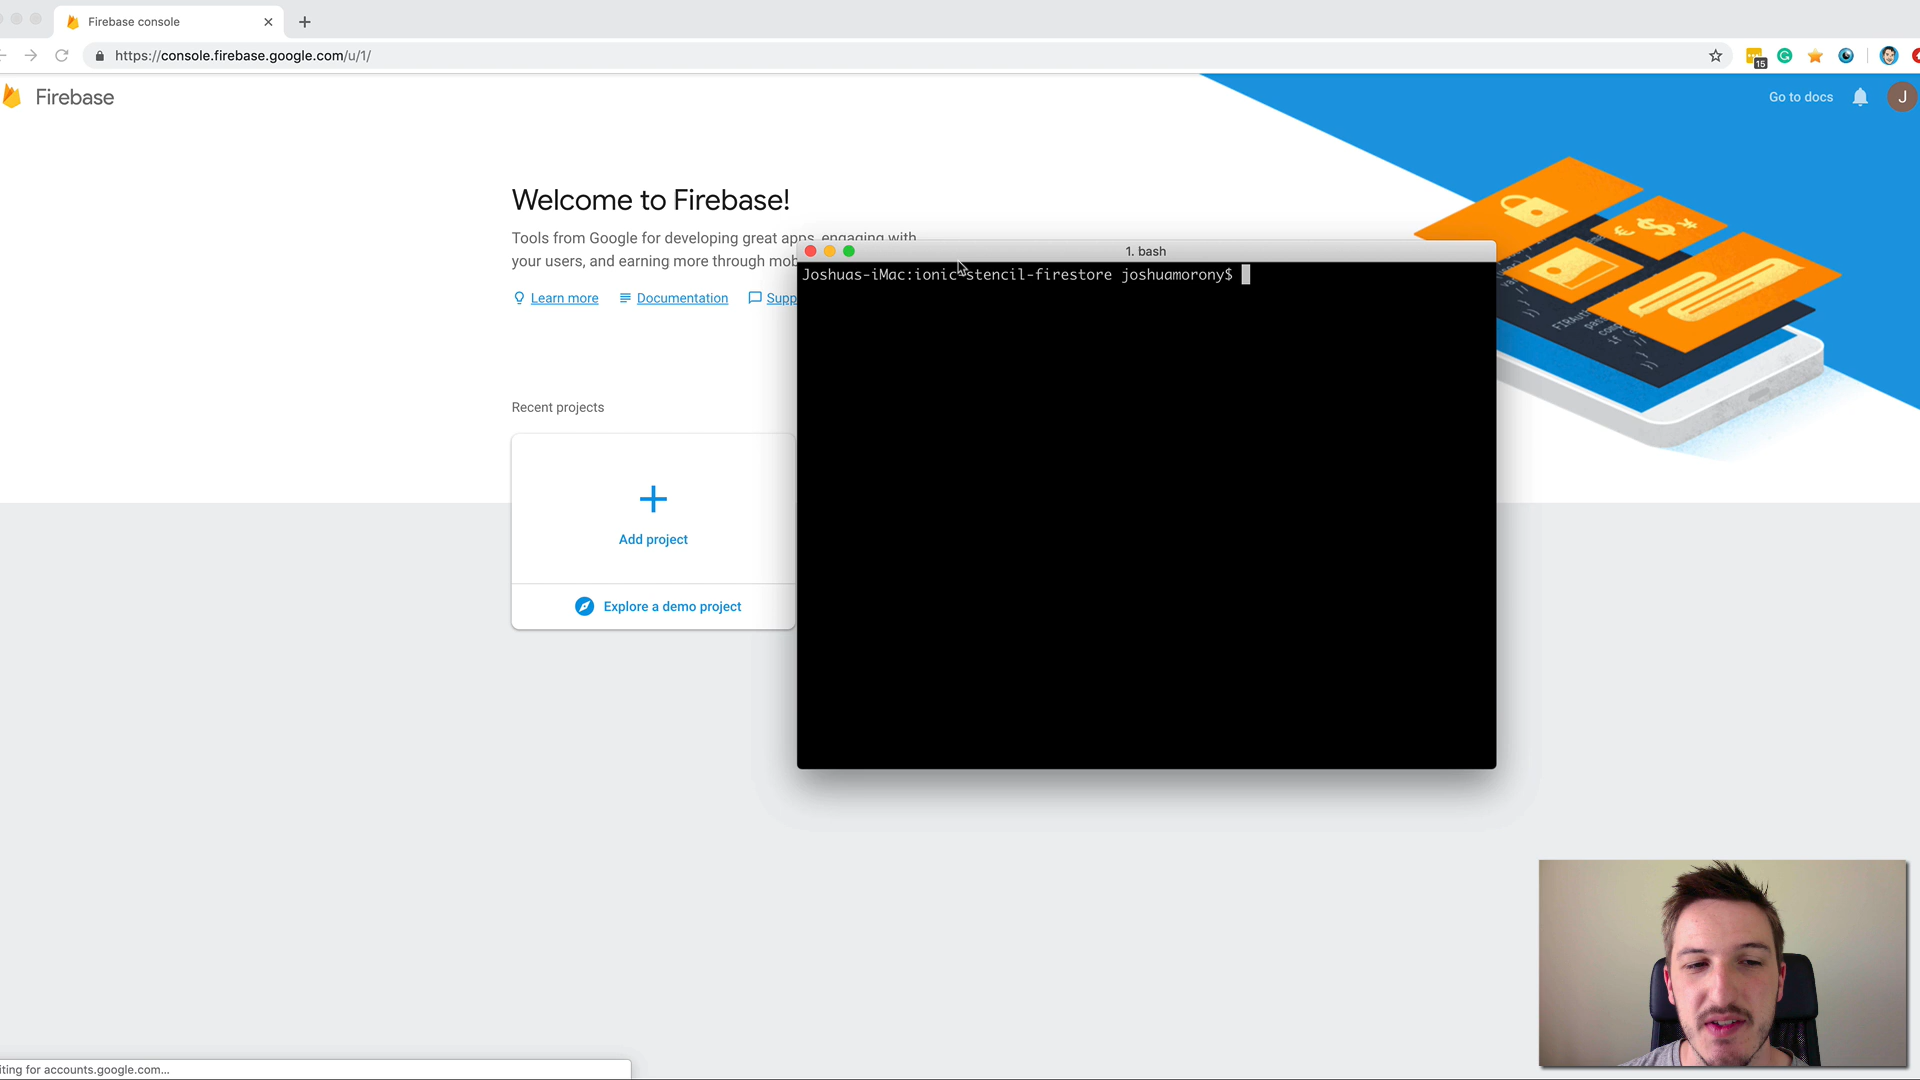 Firebase console
https://console.firebase.google.com/u/1/
15
Firebase
Go to docs
J
Welcome to Firebase!
Tools from Google for developing great apps, engaging with
your users, and earning more through mob
Learn more
Documentation
Supp
1. bash
Joshuas-iMac:ionic-stencil-firestore joshuamorony$
Recent projects
Add project
Explore a demo project
iting for accounts.google.com...